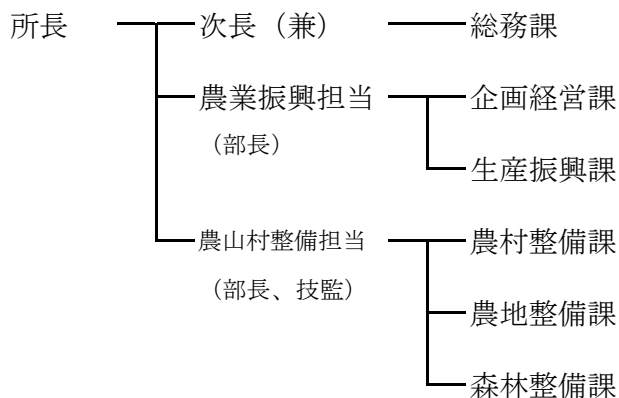 所長 次長（兼） 総務課
農業振興担当 企画経営課
（部長）
生産振興課
農山村整備担当 農村整備課
（部長、技監）
農地整備課
森林整備課